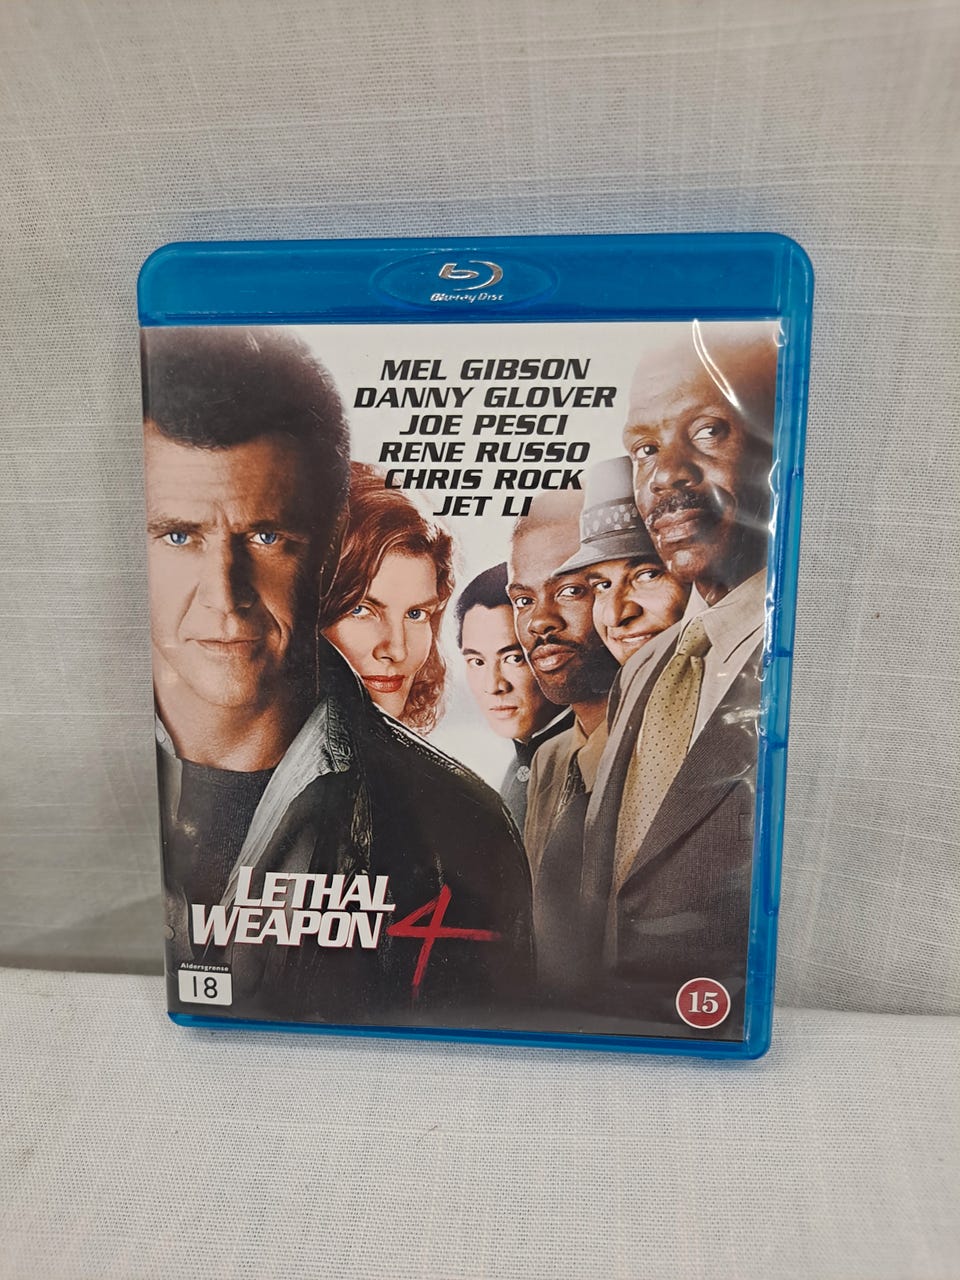 Blu-ray Disc
MEL GIBSON
DANNY GLOVER
JOE PESCI
RENE RUSSO
CHRIS ROCK
JET LI
LETHAL
WEAPON 4
Aldersgrense
18
15